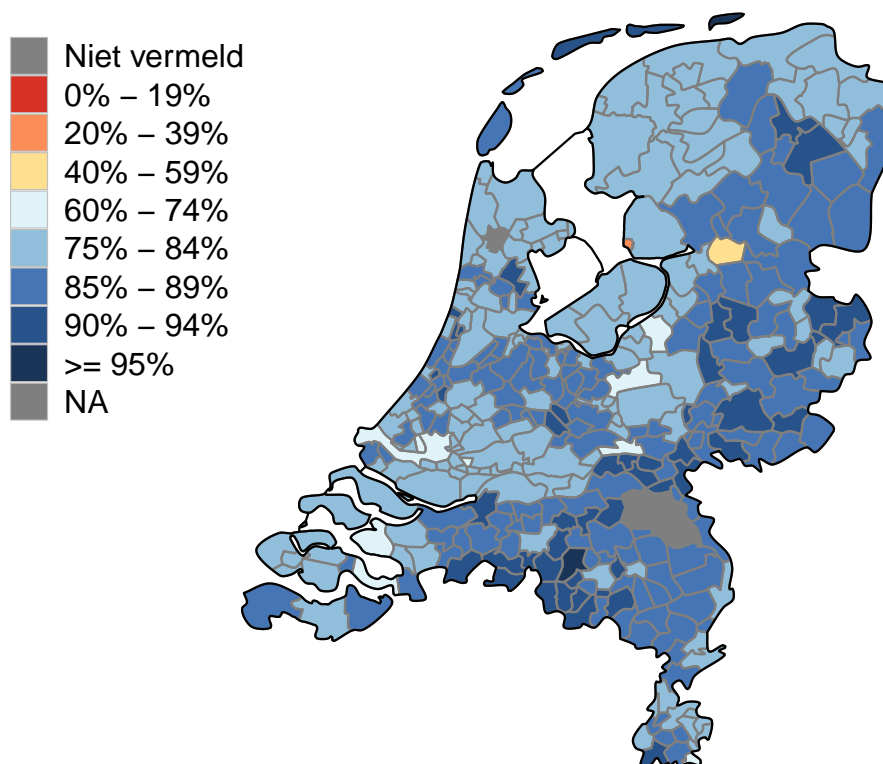 Niet vermeld
0% – 19%
20% – 39%
40% – 59%
60% – 74%
75% – 84%
85% – 89%
90% – 94%
>= 95%
NA